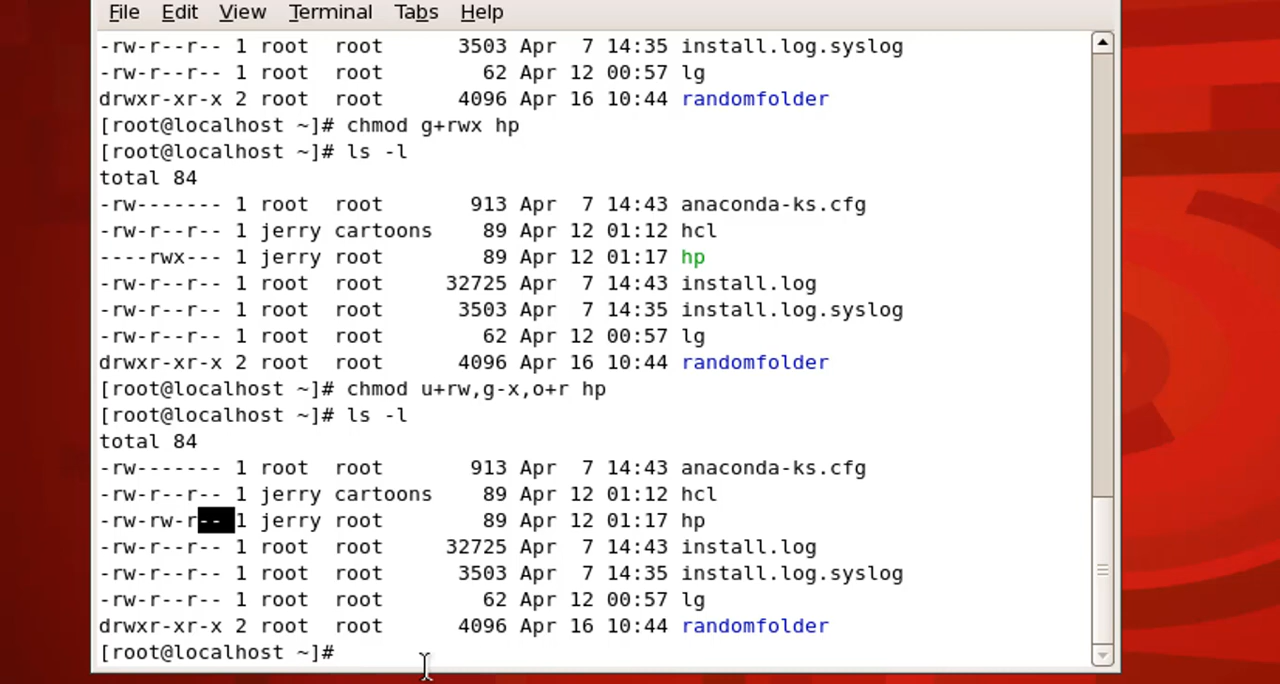 File Edit View Terminal Tabs Help
-rw-r--r-- 1 root  root      3503 Apr  7 14:35 install.log.syslog
-rw-r--r-- 1 root  root        62 Apr 12 00:57 lg
drwxr-xr-x 2 root  root      4096 Apr 16 10:44 randomfolder
[root@localhost ~]# chmod g+rwx hp
[root@localhost ~]# ls -l
total 84
-rw------- 1 root  root       913 Apr  7 14:43 anaconda-ks.cfg
-rw-r--r-- 1 jerry cartoons    89 Apr 12 01:12 hcl
----rwx--- 1 jerry root        89 Apr 12 01:17 hp
-rw-r--r-- 1 root  root     32725 Apr  7 14:43 install.log
-rw-r--r-- 1 root  root      3503 Apr  7 14:35 install.log.syslog
-rw-r--r-- 1 root  root        62 Apr 12 00:57 lg
drwxr-xr-x 2 root  root      4096 Apr 16 10:44 randomfolder
[root@localhost ~]# chmod u+rw,g-x,o+r hp
[root@localhost ~]# ls -l
total 84
-rw------- 1 root  root       913 Apr  7 14:43 anaconda-ks.cfg
-rw-r--r-- 1 jerry cartoons    89 Apr 12 01:12 hcl
-rw-rw-r-- 1 jerry root        89 Apr 12 01:17 hp
-rw-r--r-- 1 root  root     32725 Apr  7 14:43 install.log
-rw-r--r-- 1 root  root      3503 Apr  7 14:35 install.log.syslog
-rw-r--r-- 1 root  root        62 Apr 12 00:57 lg
drwxr-xr-x 2 root  root      4096 Apr 16 10:44 randomfolder
[root@localhost ~]#